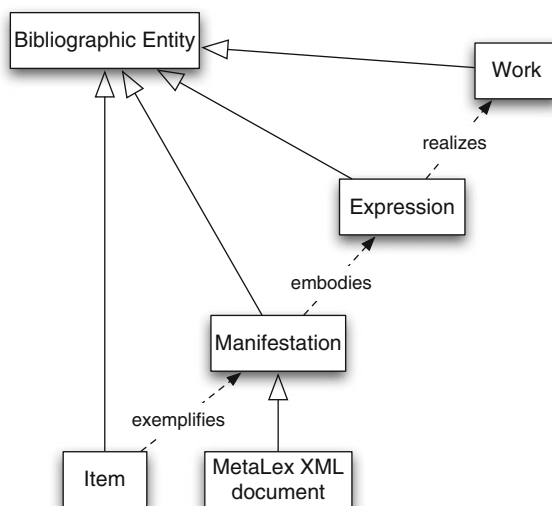 Bibliographic Entity
Work
realizes
Expression
embodies
Manifestation
exemplifies
Item
MetaLex XML
document